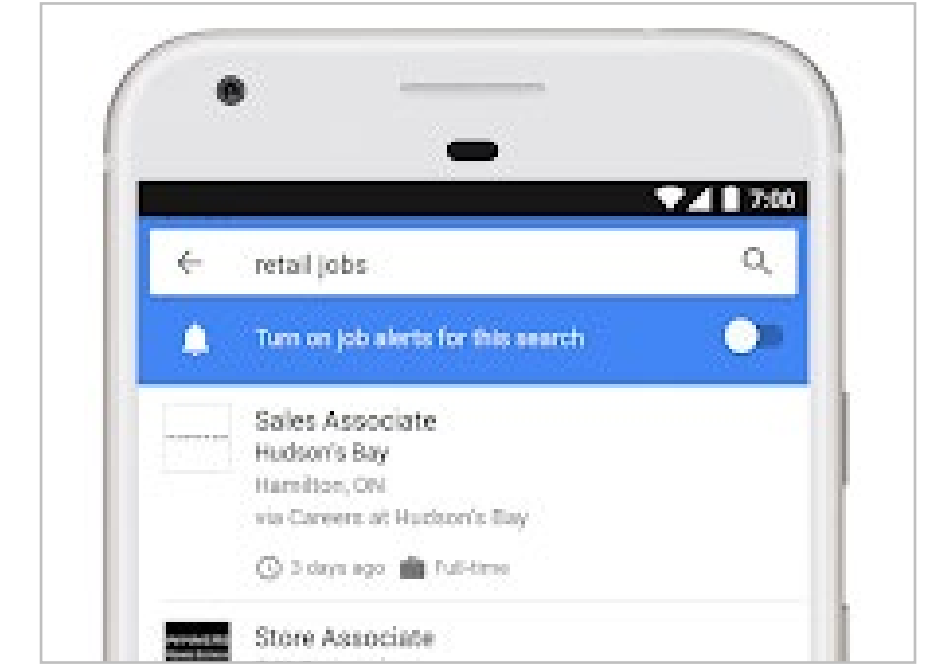 7:00
retail jobs
Turn on job alerts for this search
Sales Associate
Hudson's Bay
Hamilton, ON
via Careers at Hudson's Bay
3 days ago Full-time
Store Associate